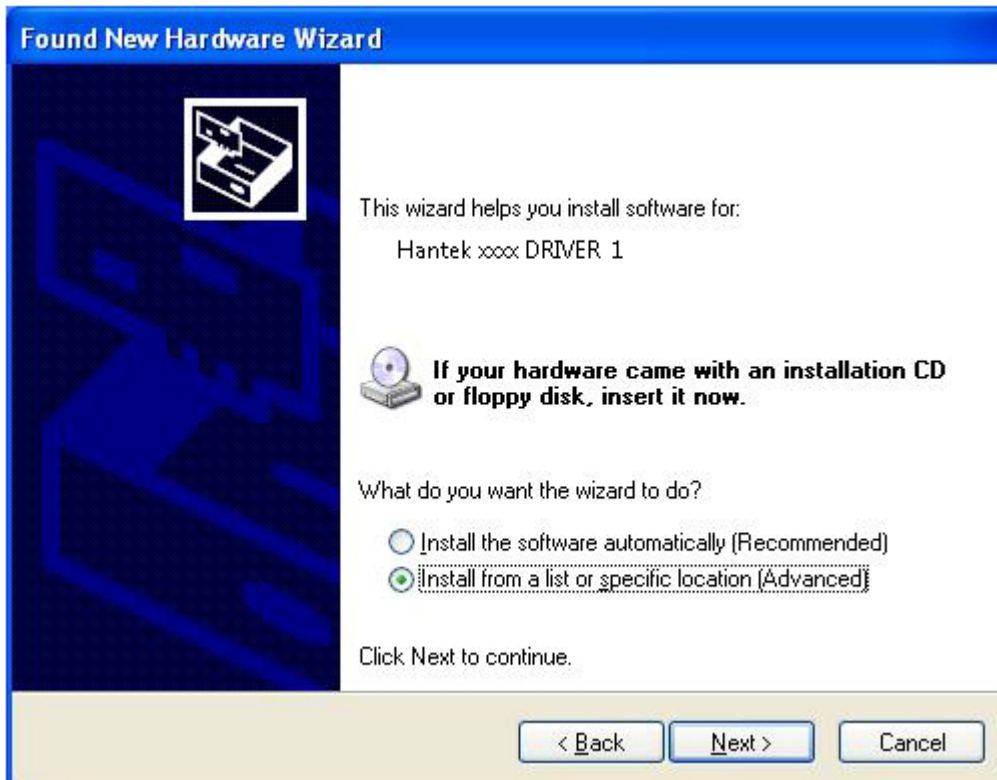 Found New Hardware Wizard
This wizard helps you install software for:
Hantek xxxx DRIVER 1
If your hardware came with an installation CD
or floppy disk, insert it now.
What do you want the wizard to do?
Install the software automatically (Recommended)
Install from a list or specific location (Advanced)
Click Next to continue.
< Back
Next >
Cancel